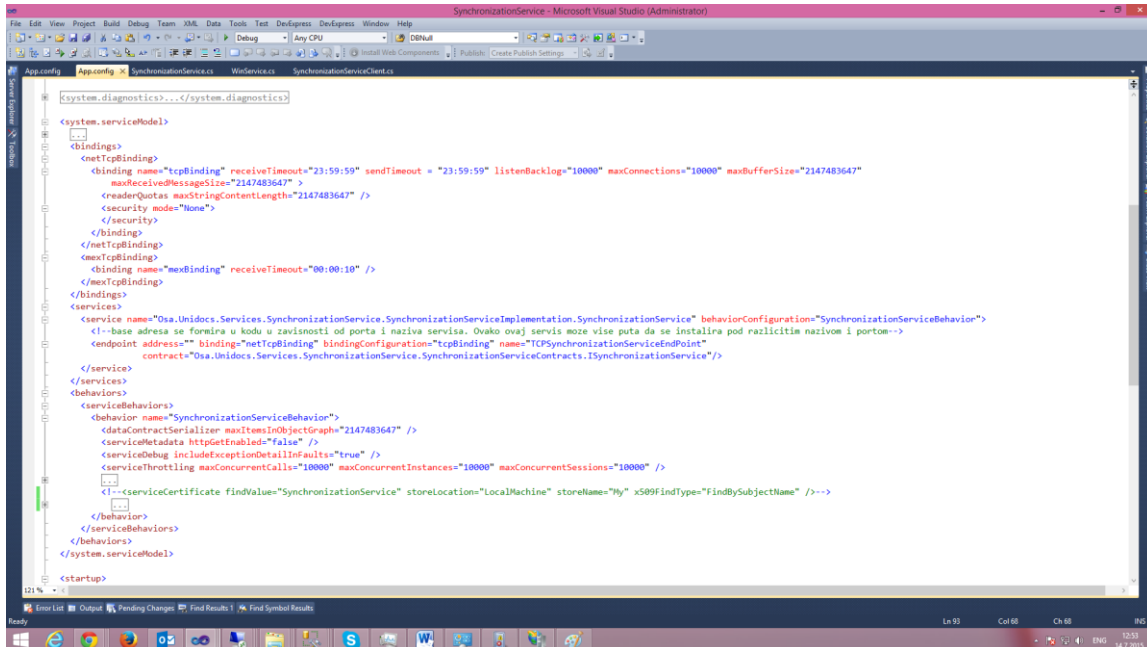 SynchronizationService - Microsoft Visual Studio (Administrator)
File Edit View Project Build Debug Team XML Data Tools Test DevExpress DevExpress Window Help
Debug Any CPU DBNull
Install Web Components Publish: Create Publish Settings
App.config App.config SynchronizationService.cs WinService.cs SynchronizationServiceClient.cs
Server Explorer
Toolbox
<system.diagnostics>...</system.diagnostics>
<system.serviceModel>
...
<bindings>
<netTcpBinding>
<binding name="tcpBinding" receiveTimeout="23:59:59" sendTimeout = "23:59:59" listenBacklog="10000" maxConnections="10000" maxBufferSize="2147483647"
maxReceivedMessageSize="2147483647" >
<readerQuotas maxStringContentLength="2147483647" />
<security mode="None">
</security>
</binding>
</netTcpBinding>
<mexTcpBinding>
<binding name="mexBinding" receiveTimeout="00:00:10" />
</mexTcpBinding>
</bindings>
<services>
<service name="Osa.Unidocs.Services.SynchronizationService.SynchronizationServiceImplementation.SynchronizationService" behaviorConfiguration="SynchronizationServiceBehavior">
<!--base adresa se formira u kodu u zavisnosti od porta i naziva servisa. Ovako ovaj servis moze vise puta da se instalira pod razlicitim nazivom i portom-->
<endpoint address="" binding="netTcpBinding" bindingConfiguration="tcpBinding" name="TCPSynchronizationServiceEndPoint"
contract="Osa.Unidocs.Services.SynchronizationService.SynchronizationServiceContracts.ISynchronizationService"/>
</service>
</services>
<behaviors>
<serviceBehaviors>
<behavior name="SynchronizationServiceBehavior">
<dataContractSerializer maxItemsInObjectGraph="2147483647" />
<serviceMetadata httpGetEnabled="false" />
<serviceDebug includeExceptionDetailInFaults="true" />
<serviceThrottling maxConcurrentCalls="10000" maxConcurrentInstances="10000" maxConcurrentSessions="10000" />
...
<!--<serviceCertificate findValue="SynchronizationService" storeLocation="LocalMachine" storeName="My" x509FindType="FindBySubjectName" />-->
...
</behavior>
</serviceBehaviors>
</behaviors>
</system.serviceModel>
<startup>
121 %
Error List Output Pending Changes Find Results 1 Find Symbol Results
Ready Ln 93 Col 68 Ch 68 INS
ENG 12:53
14.7.2015